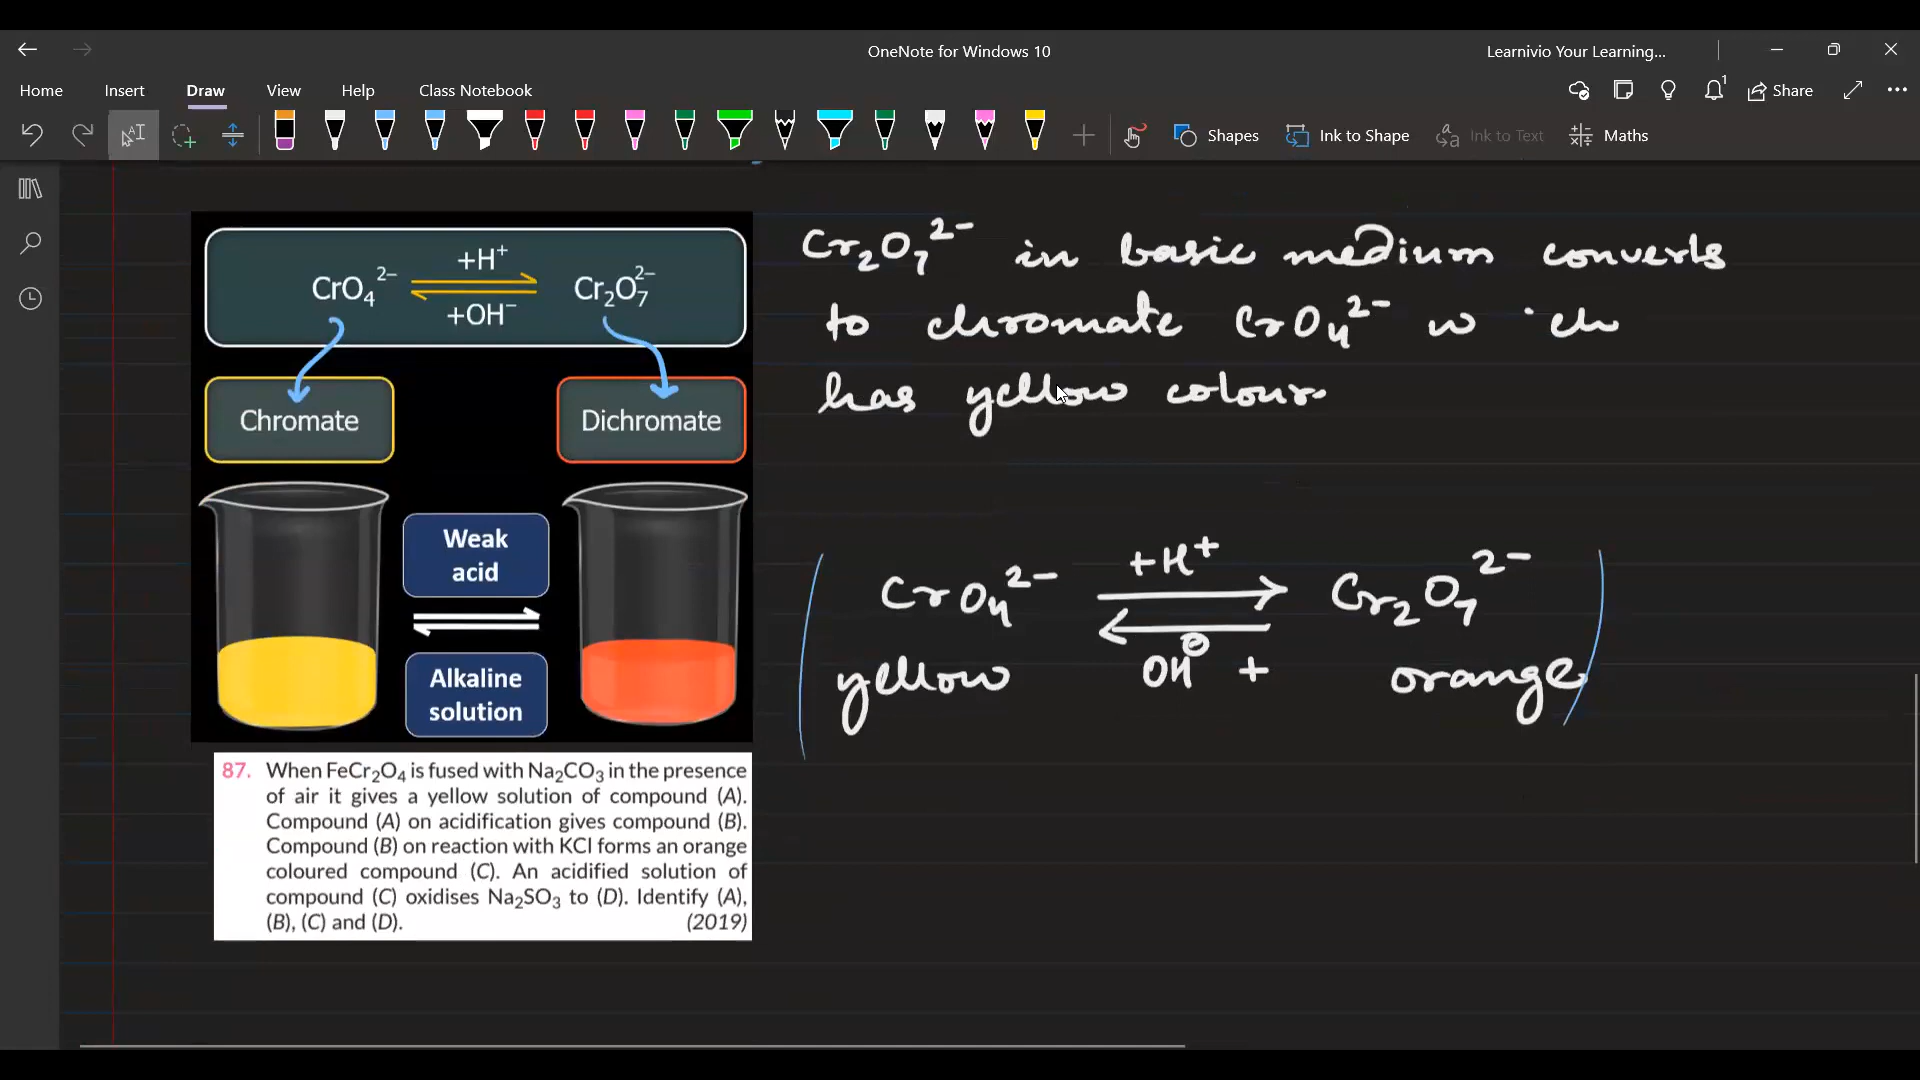 OneNote for Windows 10
Learnivio Your Learning...
Home Insert Draw View Help Class Notebook
1
Share
Shapes
Ink to Shape
Ink to Text
Maths
CrO₄²⁻ +H⁺ ⇌ +OH⁻ Cr₂O₇²⁻
Chromate
Dichromate
Weak
acid
Alkaline
solution
Cr₂O₇²⁻ in basic medium converts
to chromate CrO₄²⁻ w ch
has yellow colour
CrO₄²⁻ +H⁺ ⇌ OH⊖ + Cr₂O₇²⁻
yellow orange
87. When FeCr₂O₄ is fused with Na₂CO₃ in the presence
of air it gives a yellow solution of compound (A).
Compound (A) on acidification gives compound (B).
Compound (B) on reaction with KCl forms an orange
coloured compound (C). An acidified solution of
compound (C) oxidises Na₂SO₃ to (D). Identify (A),
(B), (C) and (D). (2019)